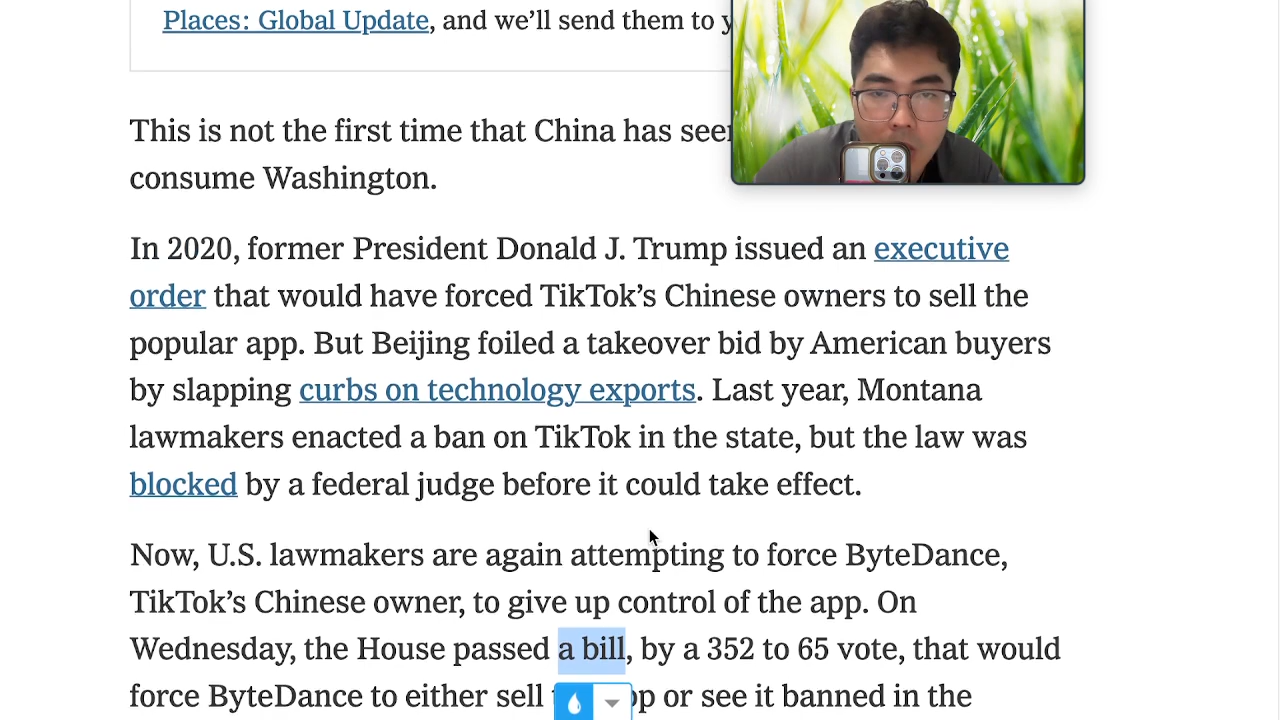 Places: Global Update, and we’ll send them to y
This is not the first time that China has seen
consume Washington.
In 2020, former President Donald J. Trump issued an executive
order that would have forced TikTok’s Chinese owners to sell the
popular app. But Beijing foiled a takeover bid by American buyers
by slapping curbs on technology exports. Last year, Montana
lawmakers enacted a ban on TikTok in the state, but the law was
blocked by a federal judge before it could take effect.
Now, U.S. lawmakers are again attempting to force ByteDance,
TikTok’s Chinese owner, to give up control of the app. On
Wednesday, the House passed a bill, by a 352 to 65 vote, that would
force ByteDance to either sell or see it banned in the